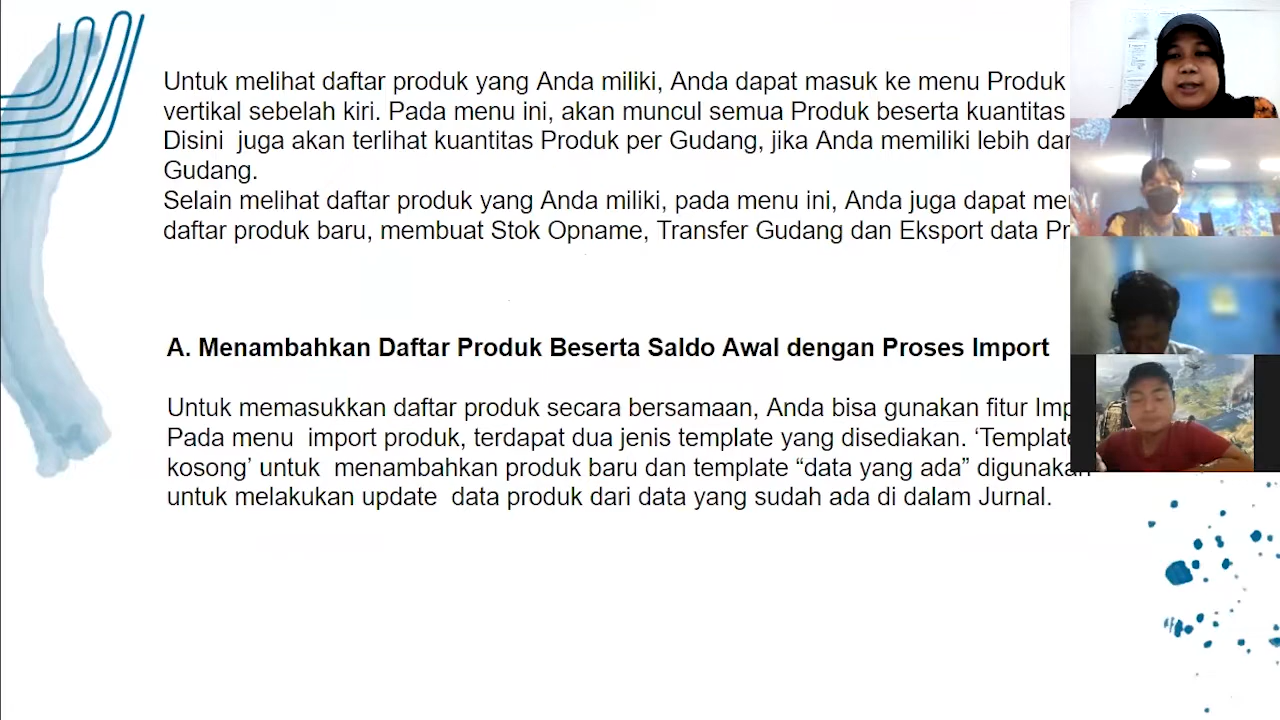 Untuk melihat daftar produk yang Anda miliki, Anda dapat masuk ke menu Produk
vertikal sebelah kiri. Pada menu ini, akan muncul semua Produk beserta kuantitas
Disini juga akan terlihat kuantitas Produk per Gudang, jika Anda memiliki lebih
Gudang.
Selain melihat daftar produk yang Anda miliki, pada menu ini, Anda juga dapat
daftar produk baru, membuat Stok Opname, Transfer Gudang dan Eksport data
A. Menambahkan Daftar Produk Beserta Saldo Awal dengan Proses Import
Untuk memasukkan daftar produk secara bersamaan, Anda bisa gunakan fitur
Pada menu import produk, terdapat dua jenis template yang disediakan. ‘Template
kosong’ untuk menambahkan produk baru dan template “data yang ada” digunakan
untuk melakukan update data produk dari data yang sudah ada di dalam Jurnal.